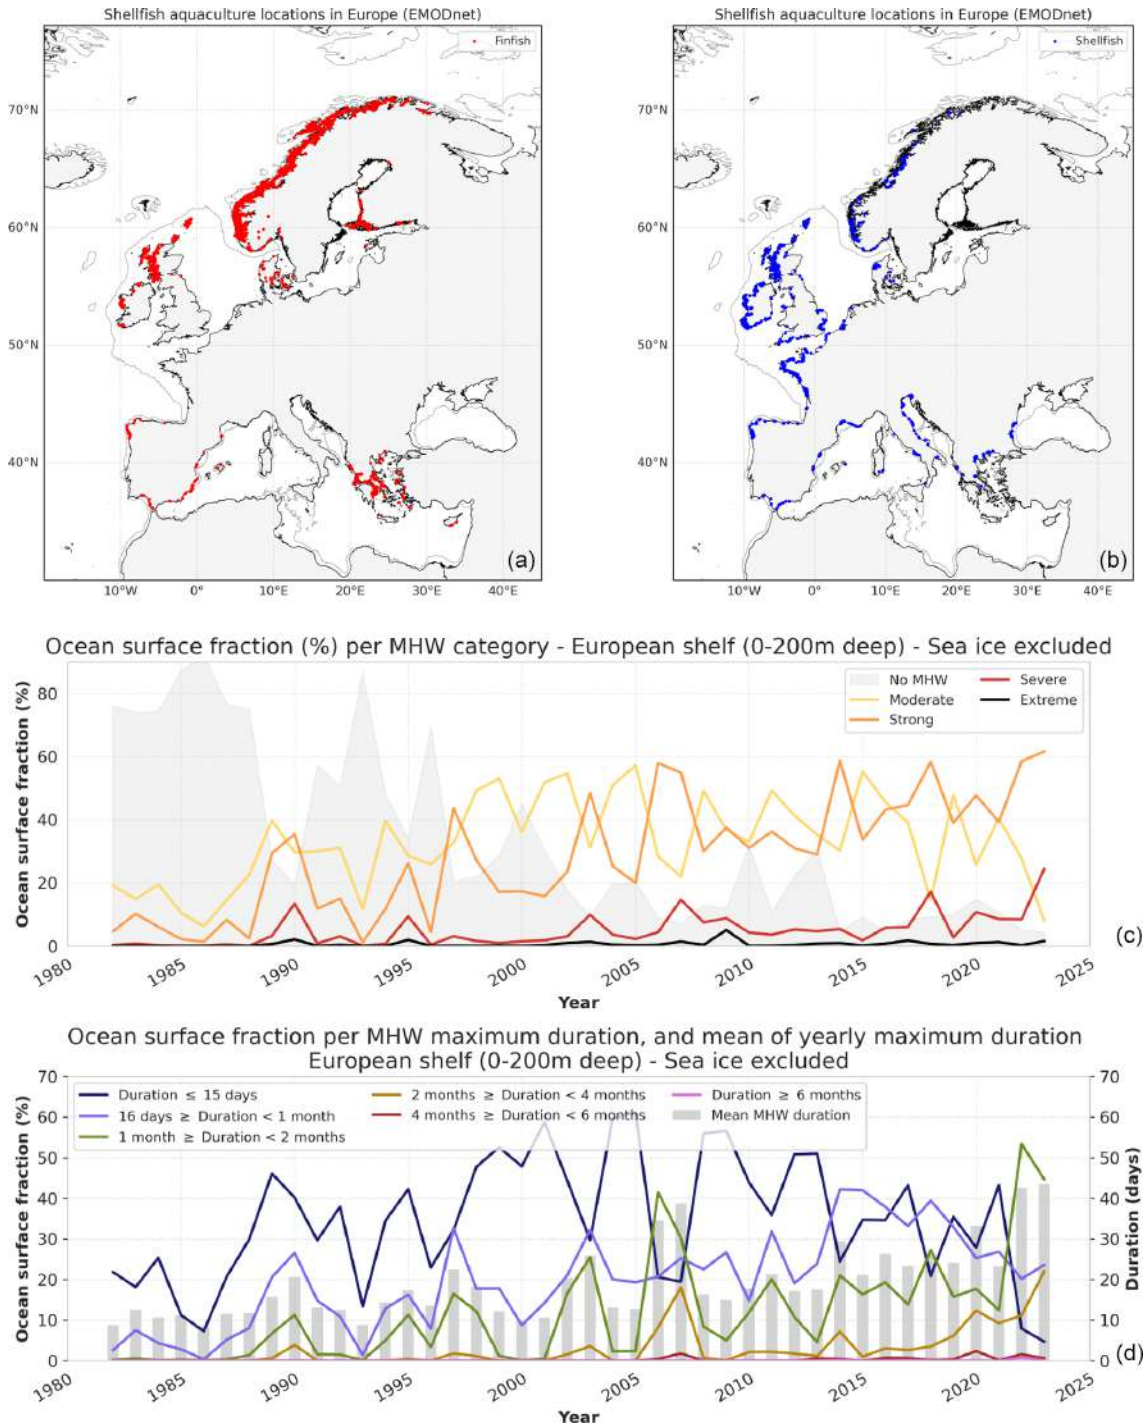 Shellfish aquaculture locations in Europe (EMODnet)
Finfish
70°N
60°N
50°N
40°N
10°W 0° 10°E 20°E 30°E 40°E
(a)
Shellfish aquaculture locations in Europe (EMODnet)
Shellfish
70°N
60°N
50°N
40°N
10°W 0° 10°E 20°E 30°E 40°E
(b)
Ocean surface fraction (%) per MHW category - European shelf (0-200m deep) - Sea ice excluded
Ocean surface fraction (%)
80
60
40
20
0
No MHW
Moderate
Strong
Severe
Extreme
1980 1985 1990 1995 2000 2005 2010 2015 2020 2025
Year
(c)
Ocean surface fraction per MHW maximum duration, and mean of yearly maximum duration
European shelf (0-200m deep) - Sea ice excluded
Ocean surface fraction (%)
70
60
50
40
30
20
10
0
Duration ≤ 15 days
16 days ≥ Duration < 1 month
1 month ≥ Duration < 2 months
2 months ≥ Duration < 4 months
4 months ≥ Duration < 6 months
Duration ≥ 6 months
Mean MHW duration
70
60
50
40
30
20
10
0
Duration (days)
1980 1985 1990 1995 2000 2005 2010 2015 2020 2025
Year
(d)